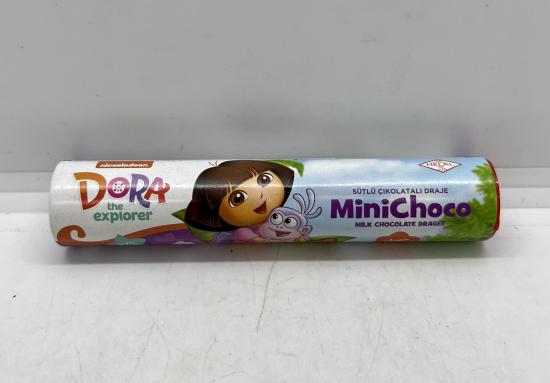 nickelodeon
DORA
the
explorer
SÜTLÜ ÇİKOLATALI DRAJE
MiniChoco
MILK CHOCOLATE DRAGEE